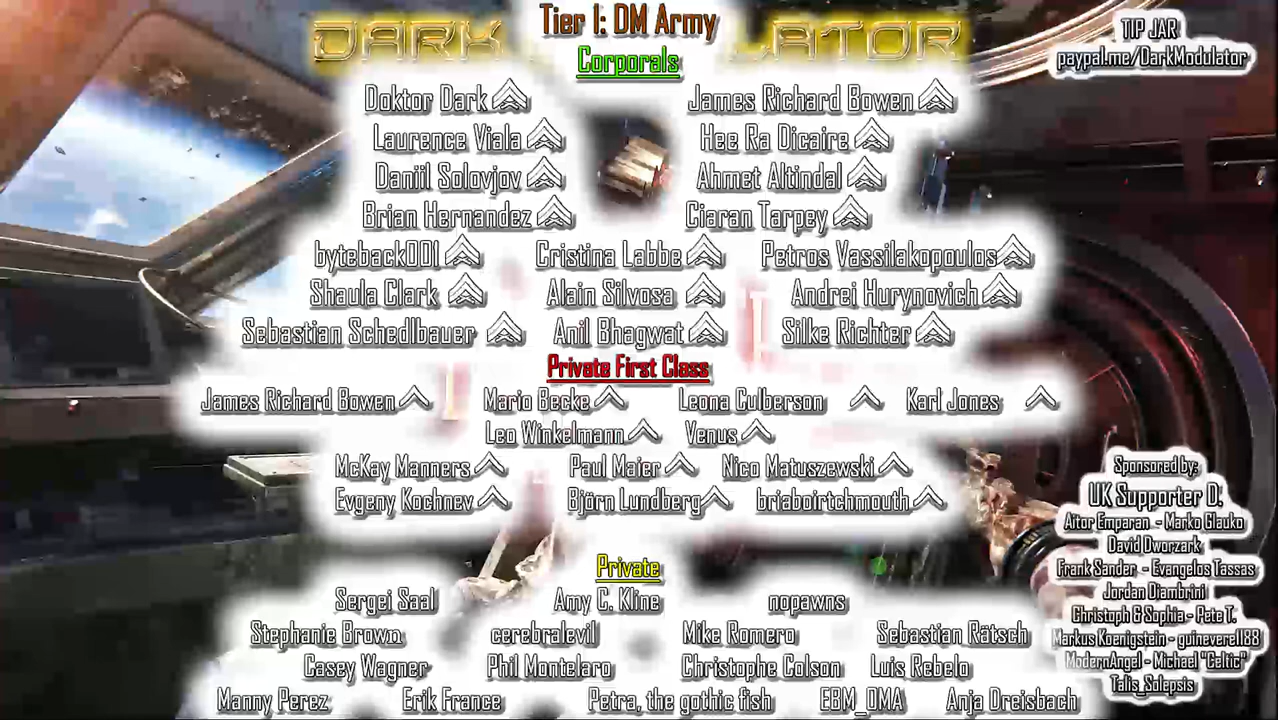 Tier I: DM Army
DARK LATOR
Corporals
Doktor Dark James Richard Bowen
Laurence Viala Hee Ra Dicaire
Daniil Solovjov Ahmet Altindal
Brian Hernandez Ciaran Tarpey
byteback001 Cristina Labbe Petros Vassilakopoulos
Shaula Clark Alain Silvosa Andrei Hurynovich
Sebastian Schedlbauer Anil Bhagwat Silke Richter
Private First Class
James Richard Bowen Mario Becke Leona Culberson Karl Jones
Leo Winkelmann Venus
McKay Manners Paul Maier Nico Matuszewski
Evgeny Kochnev Björn Lundberg briaboirtchmouth
Private
Sergei Saal Amy C. Kline nopawns
Stephanie Brown cerebralevil Mike Romero Sebastian Rätsch
Casey Wagner Phil Montelaro Christophe Colson Luis Rebelo
Manny Perez Erik France Petra, the gothic fish EBM_DMA Anja Dreisbach
TIP JAR
paypal.me/DarkModulator
Sponsored by:
UK Supporter D.
Aitor Emparan - Marko Glauko
David Dworzark
Frank Sander - Evangelos Tassas
Jordan Djambrini
Christoph & Sophia - Pete T.
Markus Koenigstein - guinevere1188
ModernAngel - Michael "Celtic"
Talis_Solepsis